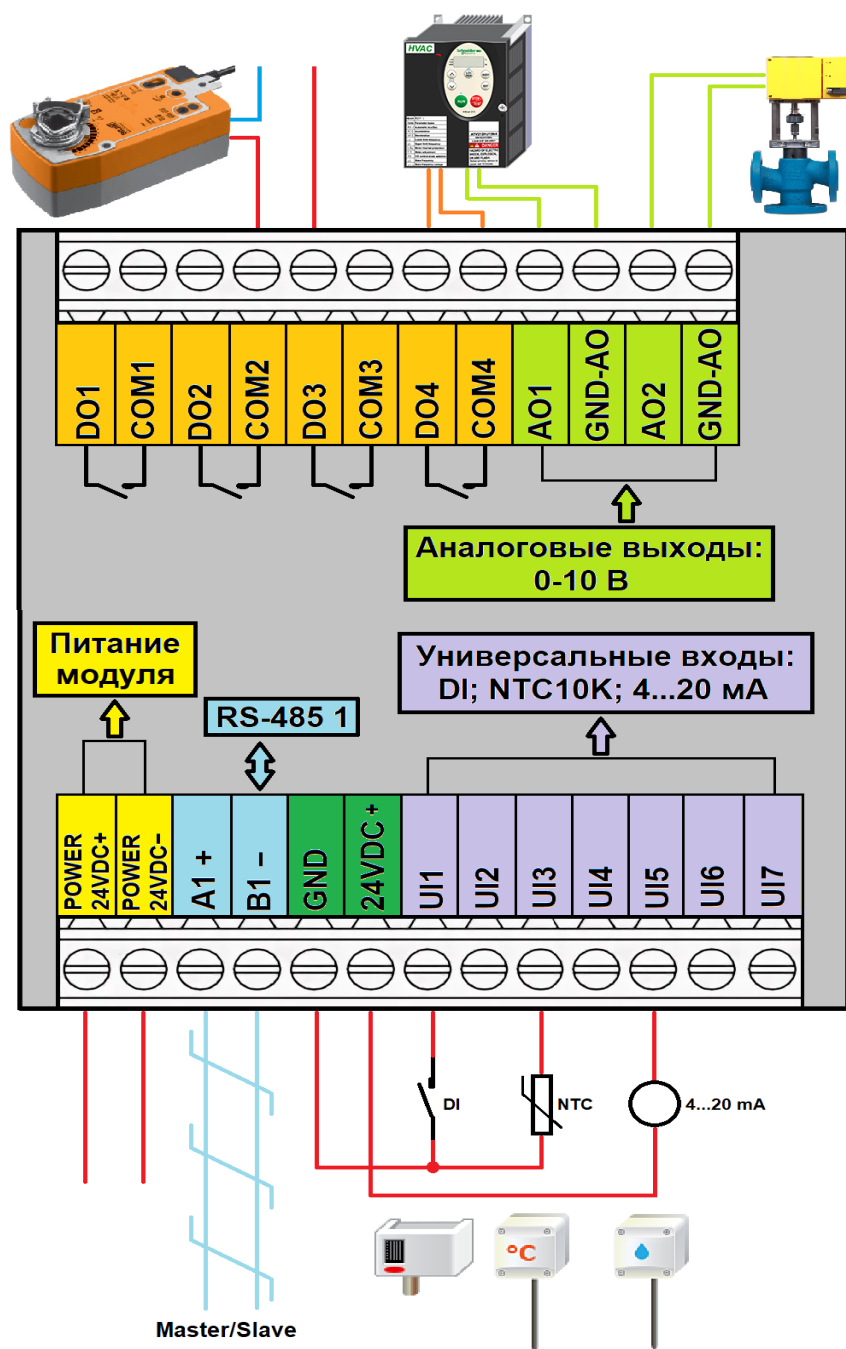 HVAC
Schneider
DANGER
DO1
COM1
DO2
COM2
DO3
COM3
DO4
COM4
AO1
GND-AO
AO2
GND-AO
Аналоговые выходы:
0-10 В
Питание
модуля
RS-485 1
Универсальные входы:
DI; NTC10K; 4...20 мА
POWER
24VDC+
POWER
24VDC−
A1 +
B1 −
GND
24VDC+
UI1
UI2
UI3
UI4
UI5
UI6
UI7
DI
NTC
4...20 mA
°C
Master/Slave